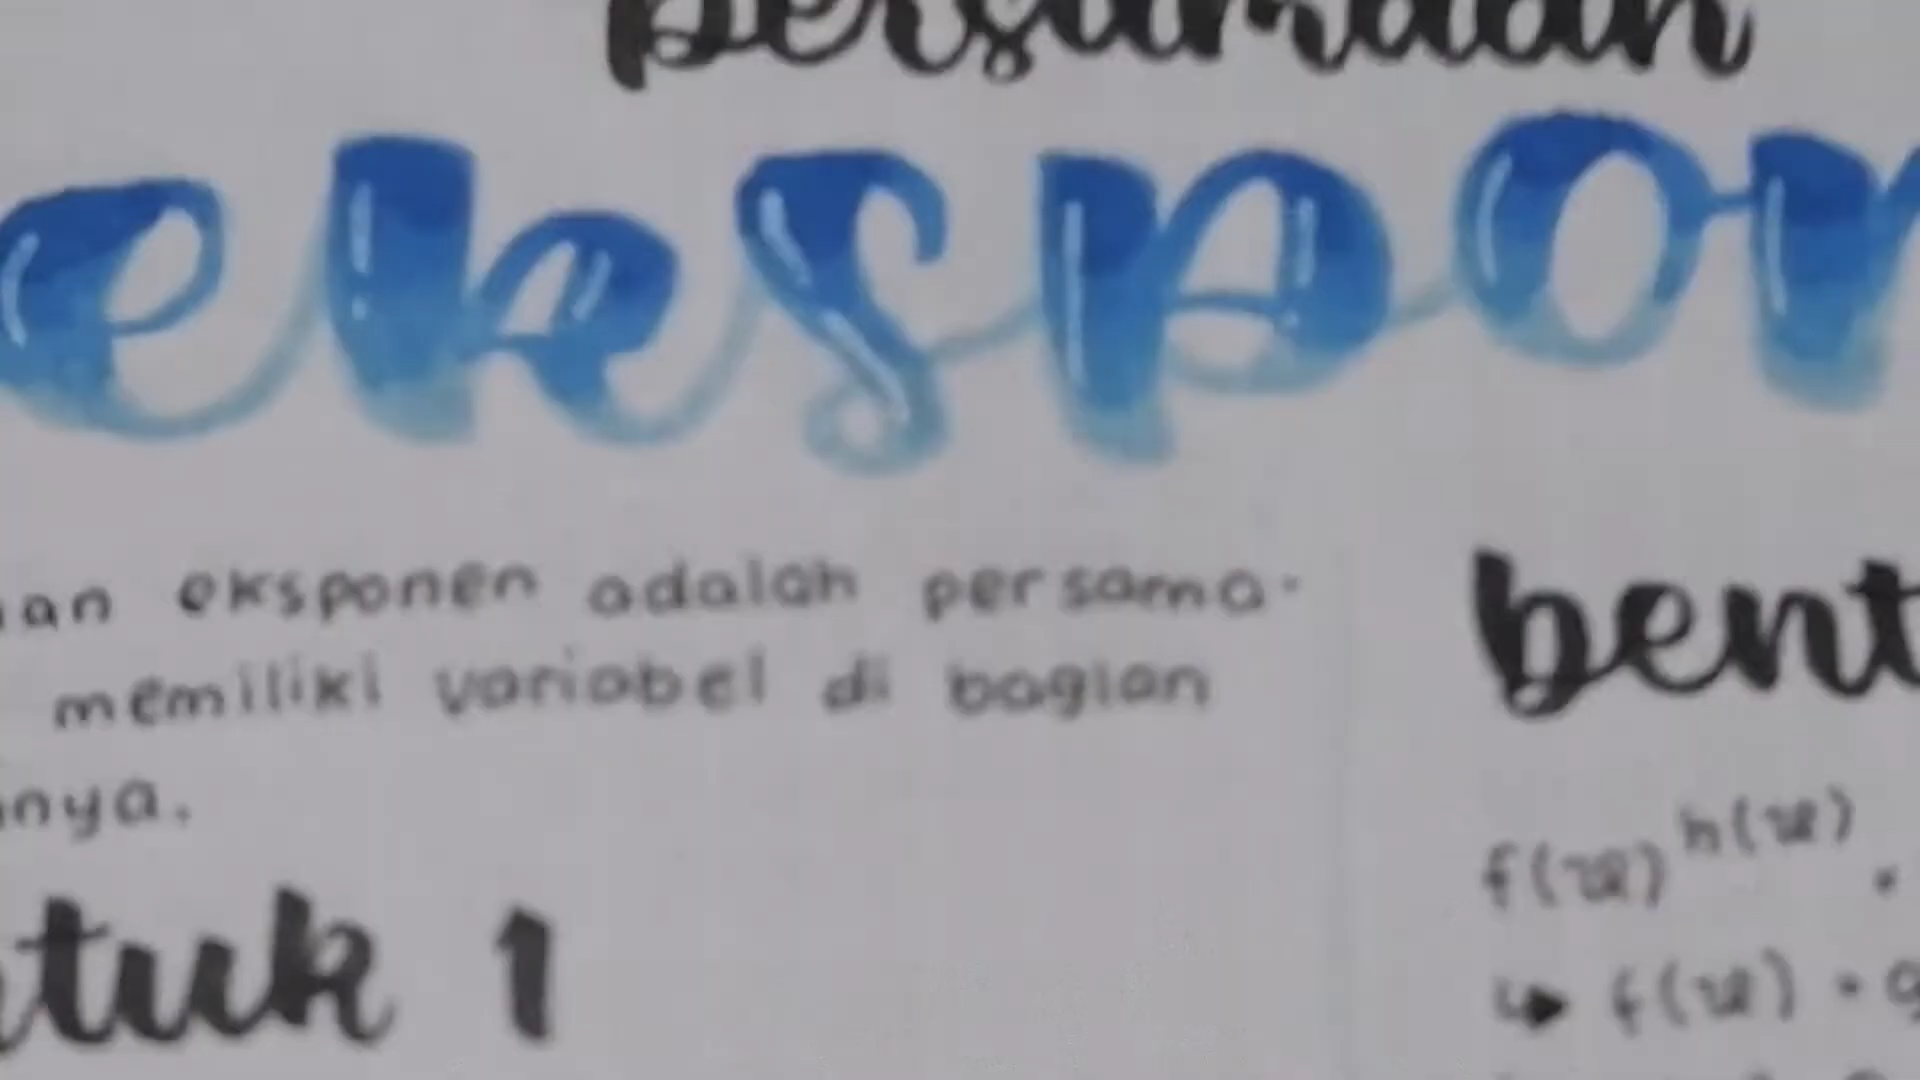 persamaan
ekspon
an eksponen adalah persama-
memiliki variabel di bagian
nya.
tuk 1
bent
f(x)^h(x)
↳ f(x) =